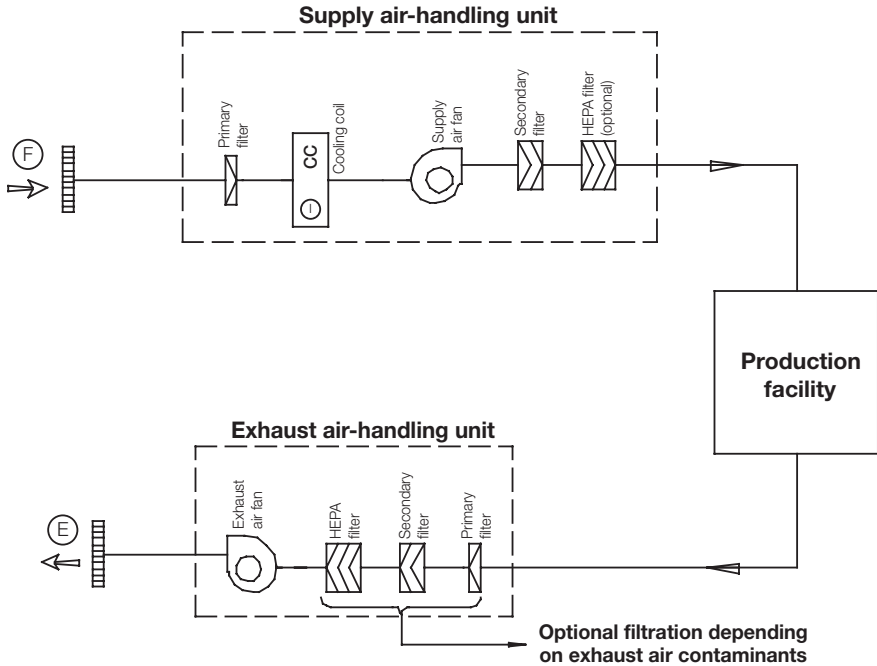 Supply air-handling unit
F
Primary
filter
CC
I
Cooling coil
Supply
air fan
Secondary
filter
HEPA filter
(optional)
Production
facility
Exhaust air-handling unit
E
Exhaust
air fan
HEPA
filter
Secondary
filter
Primary
filter
Optional filtration depending
on exhaust air contaminants